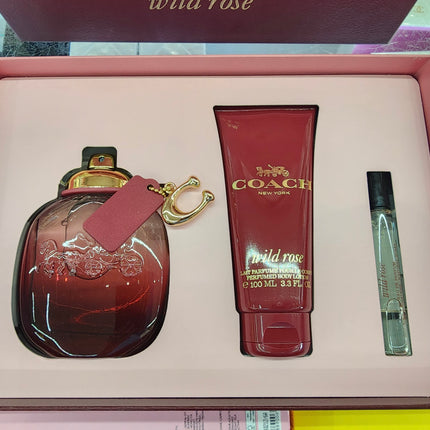 wild rose
COACH
NEW YORK
wild rose
LAIT PARFUMÉ POUR LE CORPS
PERFUMED BODY LOTION
℮ 100 ML 3.3 FL. OZ.
wild rose